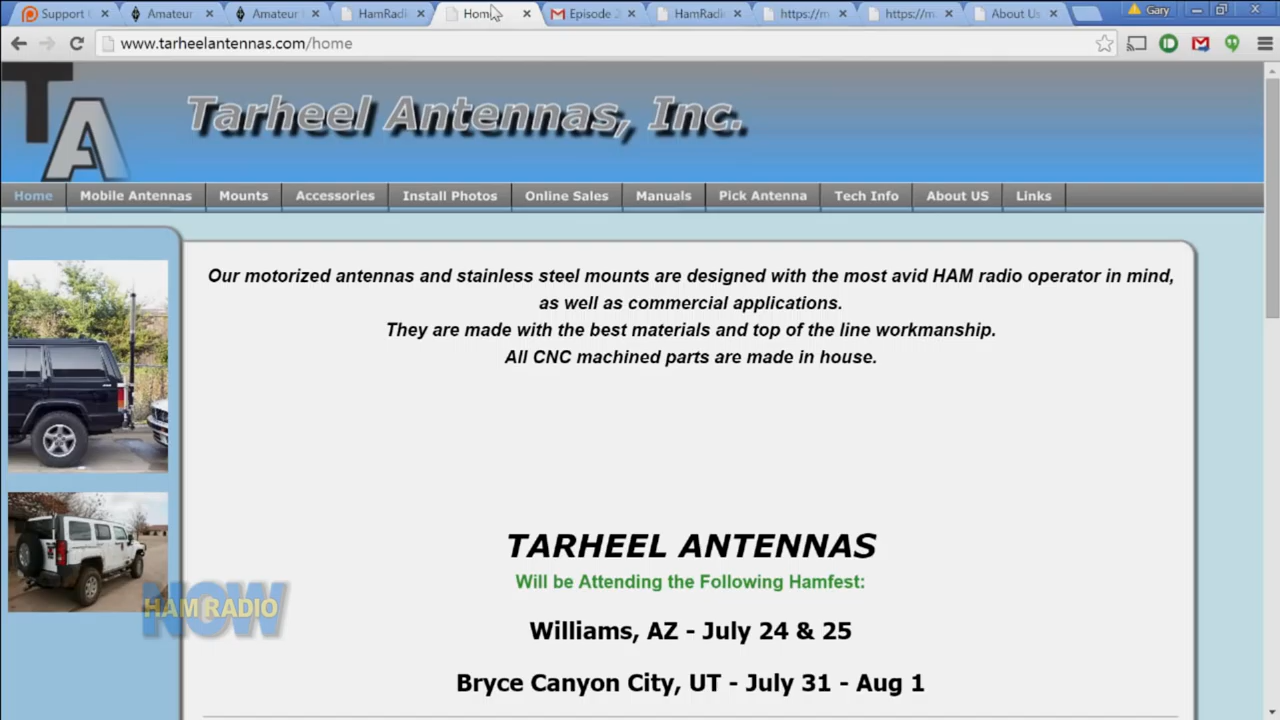 Support
Amateur
Amateur
HamRadi
Hom
Episode 2
HamRadi
https://m
https://m
About Us
Gary
www.tarheelantennas.com/home
TA
Tarheel Antennas, Inc.
Home
Mobile Antennas
Mounts
Accessories
Install Photos
Online Sales
Manuals
Pick Antenna
Tech Info
About US
Links
Our motorized antennas and stainless steel mounts are designed with the most avid HAM radio operator in mind,
as well as commercial applications.
They are made with the best materials and top of the line workmanship.
All CNC machined parts are made in house.
TARHEEL ANTENNAS
Will be Attending the Following Hamfest:
Williams, AZ - July 24 & 25
Bryce Canyon City, UT - July 31 - Aug 1
HAM RADIO
NOW